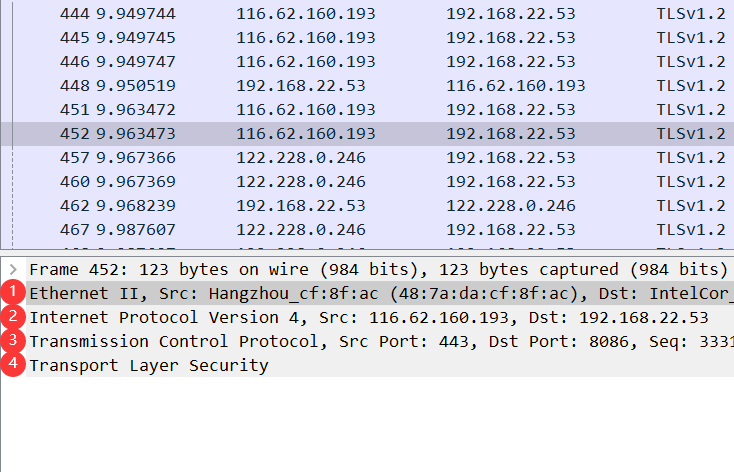 444 9.949744 116.62.160.193 192.168.22.53 TLSv1.2
445 9.949745 116.62.160.193 192.168.22.53 TLSv1.2
446 9.949747 116.62.160.193 192.168.22.53 TLSv1.2
448 9.950519 192.168.22.53 116.62.160.193 TLSv1.2
451 9.963472 116.62.160.193 192.168.22.53 TLSv1.2
452 9.963473 116.62.160.193 192.168.22.53 TLSv1.2
457 9.967366 122.228.0.246 192.168.22.53 TLSv1.2
460 9.967369 122.228.0.246 192.168.22.53 TLSv1.2
462 9.968239 192.168.22.53 122.228.0.246 TLSv1.2
467 9.987607 122.228.0.246 192.168.22.53 TLSv1.2
Frame 452: 123 bytes on wire (984 bits), 123 bytes captured (984 bits)
1 Ethernet II, Src: Hangzhou_cf:8f:ac (48:7a:da:cf:8f:ac), Dst: IntelCor_
2 Internet Protocol Version 4, Src: 116.62.160.193, Dst: 192.168.22.53
3 Transmission Control Protocol, Src Port: 443, Dst Port: 8086, Seq: 3331
4 Transport Layer Security